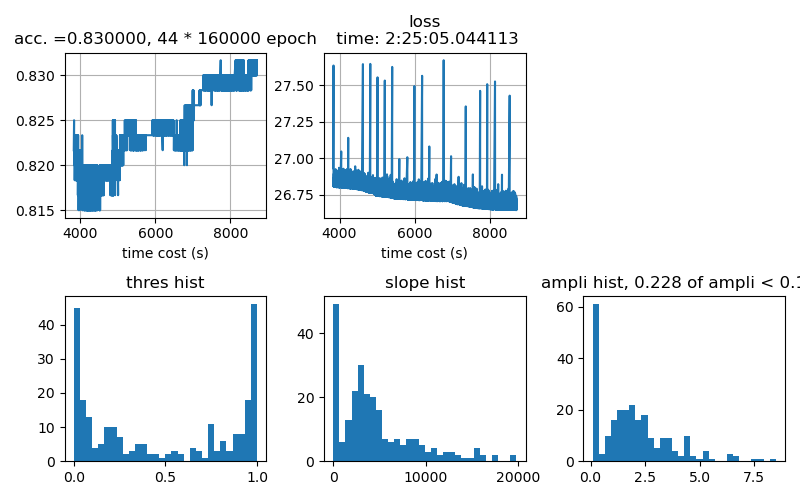 acc. =0.830000, 44 * 160000 epoch
loss
time: 2:25:05.044113
0.830
0.825
0.820
0.815
4000 6000 8000
time cost (s)
27.50
27.25
27.00
26.75
4000 6000 8000
time cost (s)
thres hist
40
30
20
10
0
0.0 0.5 1.0
slope hist
40
20
0
0 10000 20000
ampli hist, 0.228 of ampli < 0.1
60
40
20
0
0.0 2.5 5.0 7.5